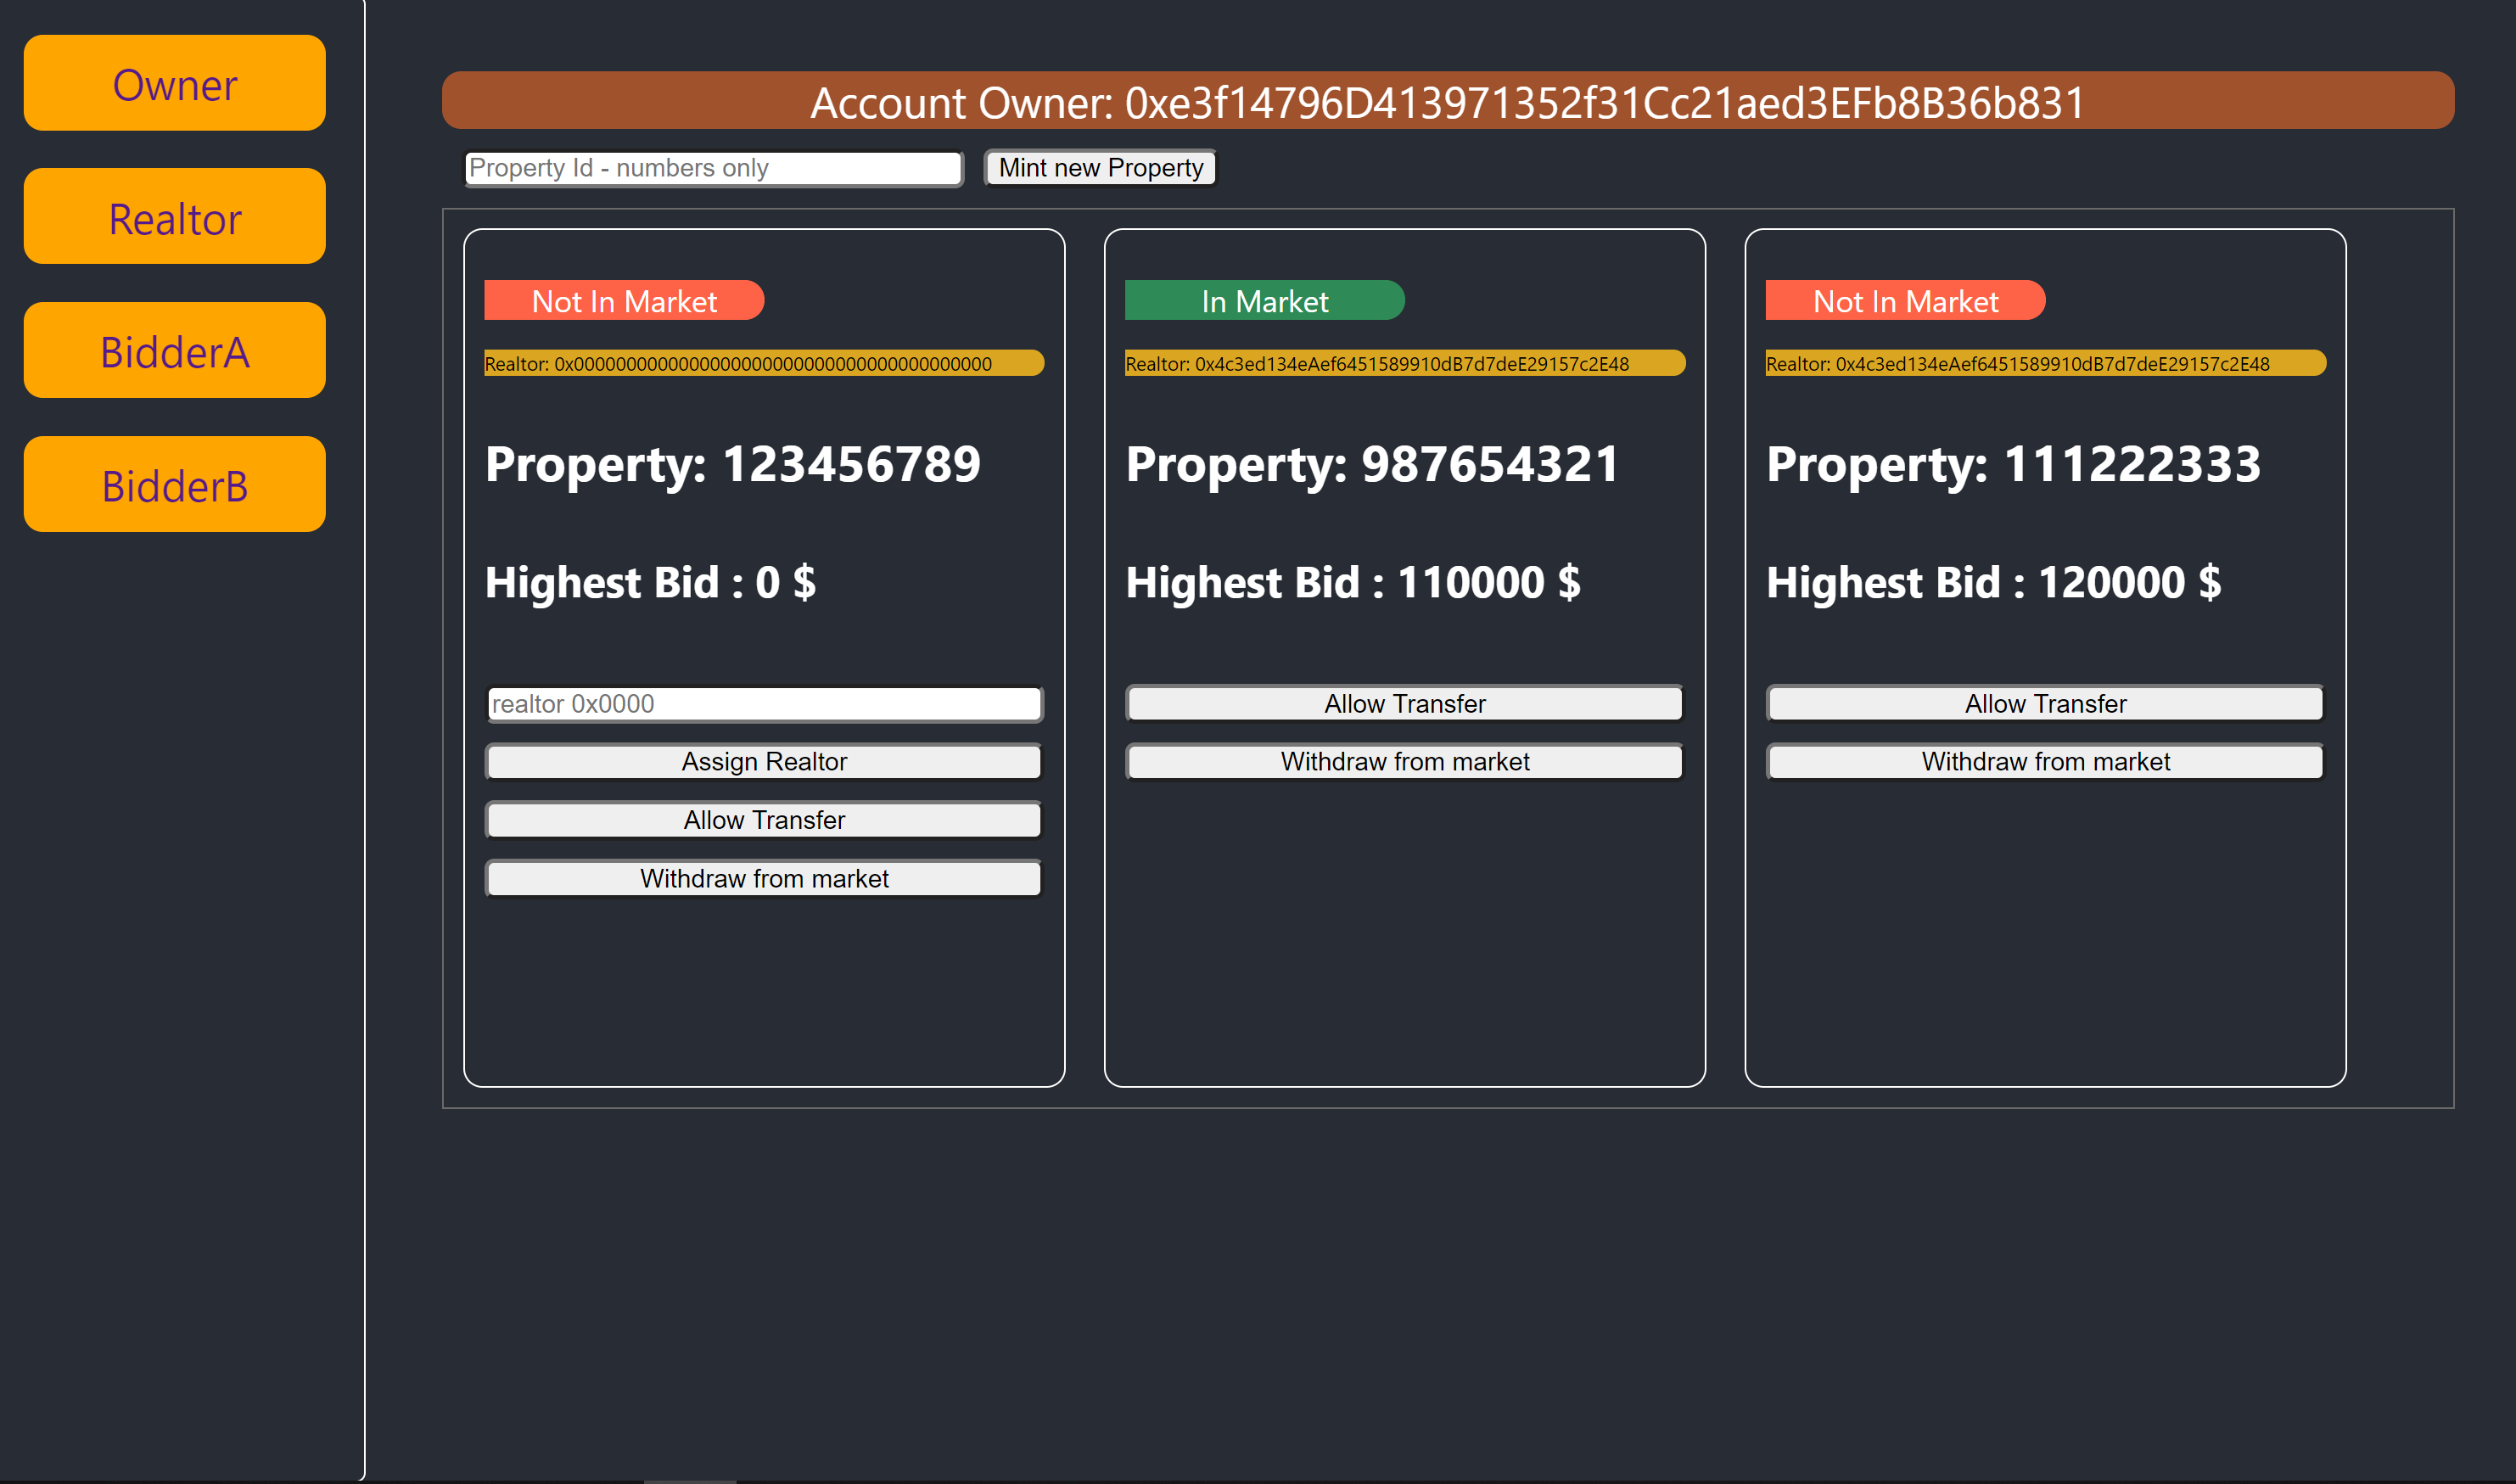 Owner
Realtor
BidderA
BidderB
Account Owner: 0xe3f14796D413971352f31Cc21aed3EFb8B36b831
Property Id - numbers only
Mint new Property
Not In Market
Realtor: 0x0000000000000000000000000000000000000000
Property: 123456789
Highest Bid : 0 $
realtor 0x0000
Assign Realtor
Allow Transfer
Withdraw from market
In Market
Realtor: 0x4c3ed134eAef6451589910dB7d7deE29157c2E48
Property: 987654321
Highest Bid : 110000 $
Allow Transfer
Withdraw from market
Not In Market
Realtor: 0x4c3ed134eAef6451589910dB7d7deE29157c2E48
Property: 111222333
Highest Bid : 120000 $
Allow Transfer
Withdraw from market